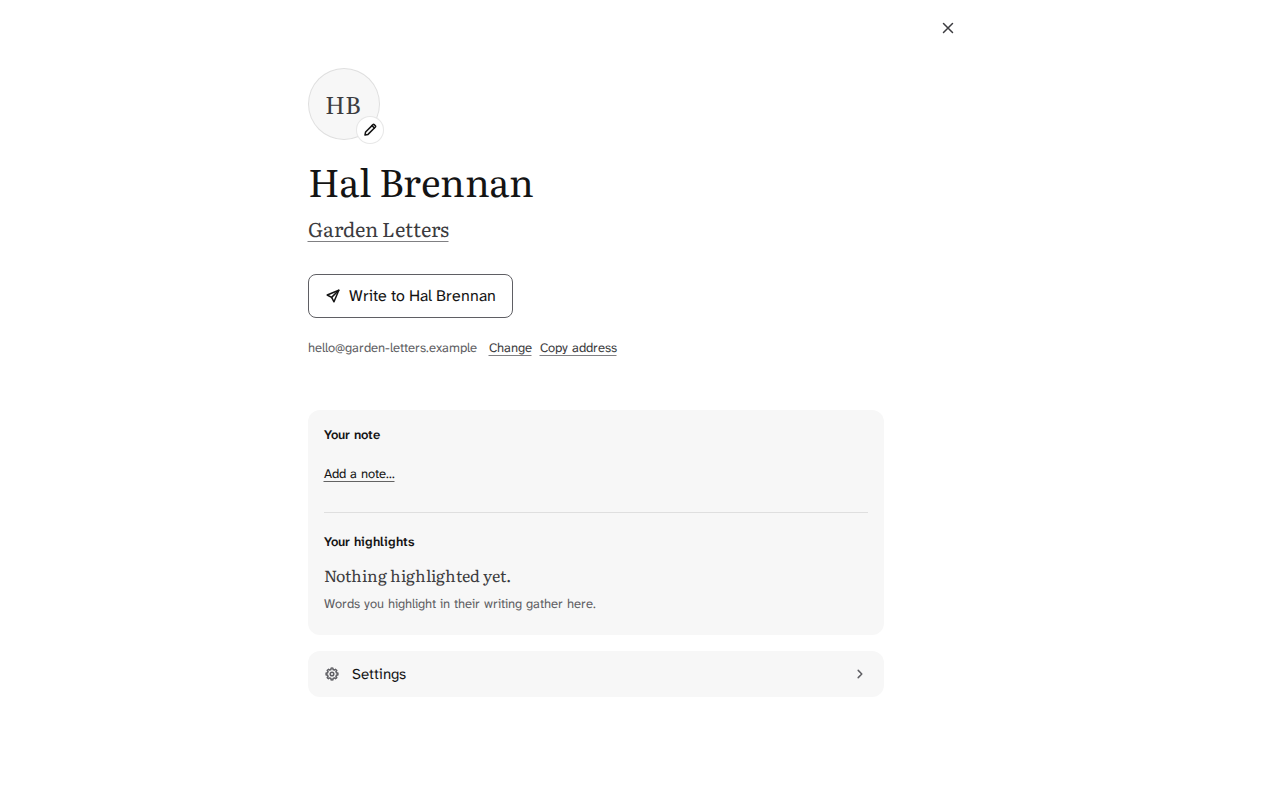 HB
Hal Brennan
Garden Letters
Write to Hal Brennan
hello@garden-letters.example Change Copy address
Your note
Add a note...
Your highlights
Nothing highlighted yet.
Words you highlight in their writing gather here.
Settings